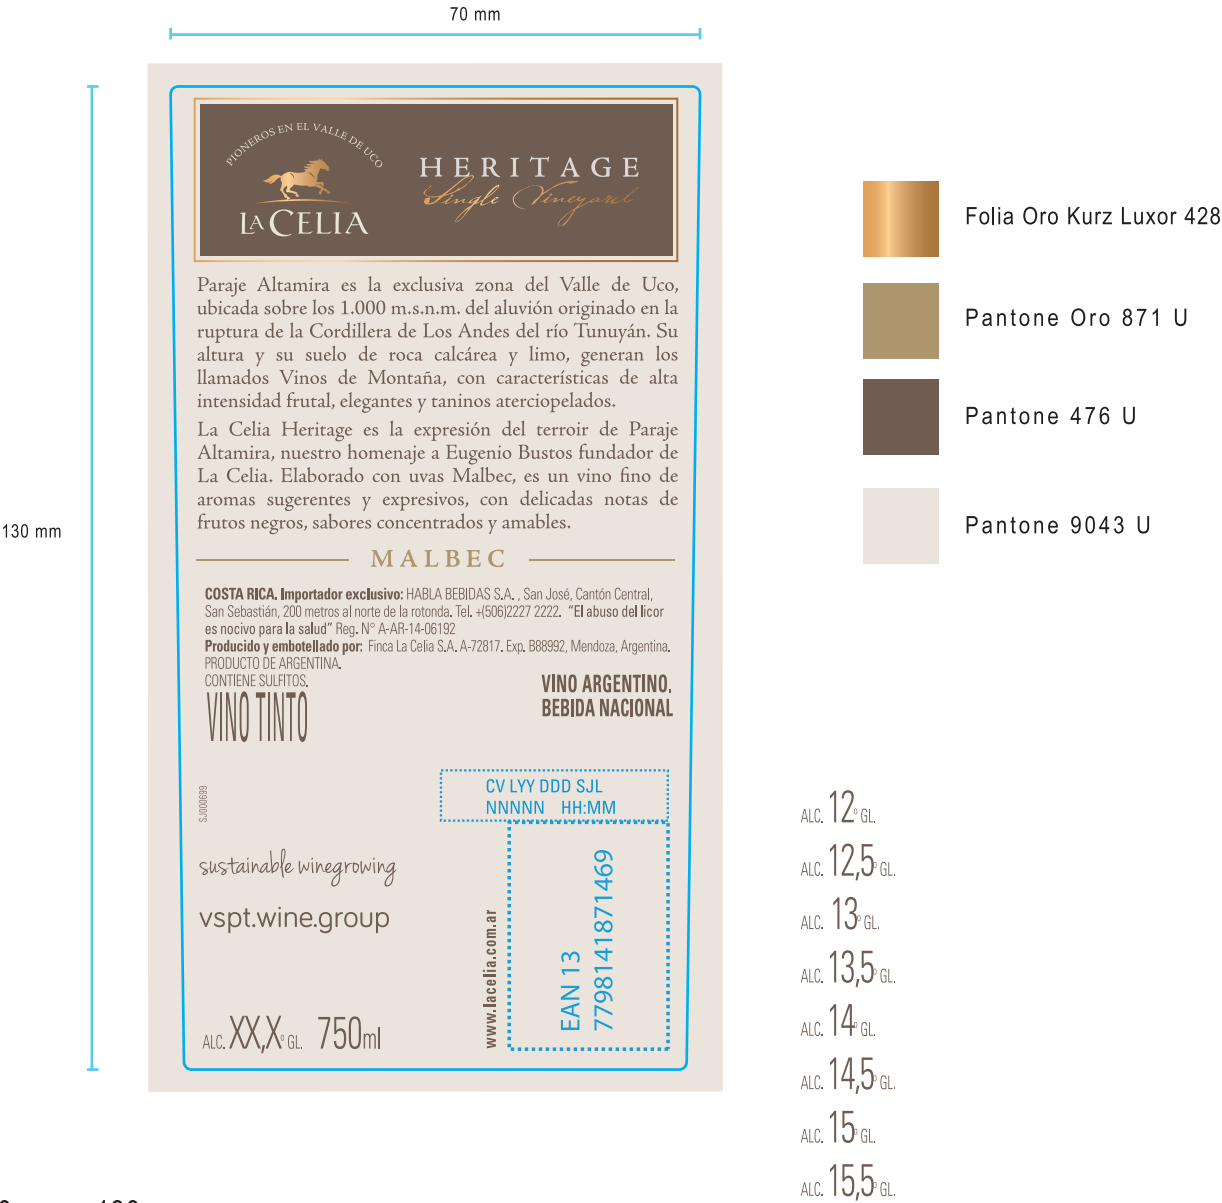 70 mm
130 mm
PIONEROS EN EL VALLE DE UCO
LA CELIA
HERITAGE
Single Vineyard
Paraje Altamira es la exclusiva zona del Valle de Uco,
ubicada sobre los 1.000 m.s.n.m. del aluvión originado en la
ruptura de la Cordillera de Los Andes del río Tunuyán. Su
altura y su suelo de roca calcárea y limo, generan los
llamados Vinos de Montaña, con características de alta
intensidad frutal, elegantes y taninos aterciopelados.
La Celia Heritage es la expresión del terroir de Paraje
Altamira, nuestro homenaje a Eugenio Bustos fundador de
La Celia. Elaborado con uvas Malbec, es un vino fino de
aromas sugerentes y expresivos, con delicadas notas de
frutos negros, sabores concentrados y amables.
MALBEC
COSTA RICA. Importador exclusivo: HABLA BEBIDAS S.A. , San José, Cantón Central,
San Sebastián, 200 metros al norte de la rotonda. Tel. +(506)2227 2222. “El abuso del licor
es nocivo para la salud” Reg. N° A-AR-14-06192
Producido y embotellado por: Finca La Celia S.A. A-72817. Exp. B88992, Mendoza, Argentina.
PRODUCTO DE ARGENTINA.
CONTIENE SULFITOS.
VINO TINTO
VINO ARGENTINO.
BEBIDA NACIONAL
SJ000699
CV LYY DDD SJL
NNNNN HH:MM
sustainable winegrowing
vspt.wine.group
www.lacelia.com.ar
EAN 13
7798141871469
ALC. XX,X° GL. 750ml
Folia Oro Kurz Luxor 428
Pantone Oro 871 U
Pantone 476 U
Pantone 9043 U
ALC. 12° GL.
ALC. 12,5° GL.
ALC. 13° GL.
ALC. 13,5° GL.
ALC. 14° GL.
ALC. 14,5° GL.
ALC. 15° GL.
ALC. 15,5° GL.